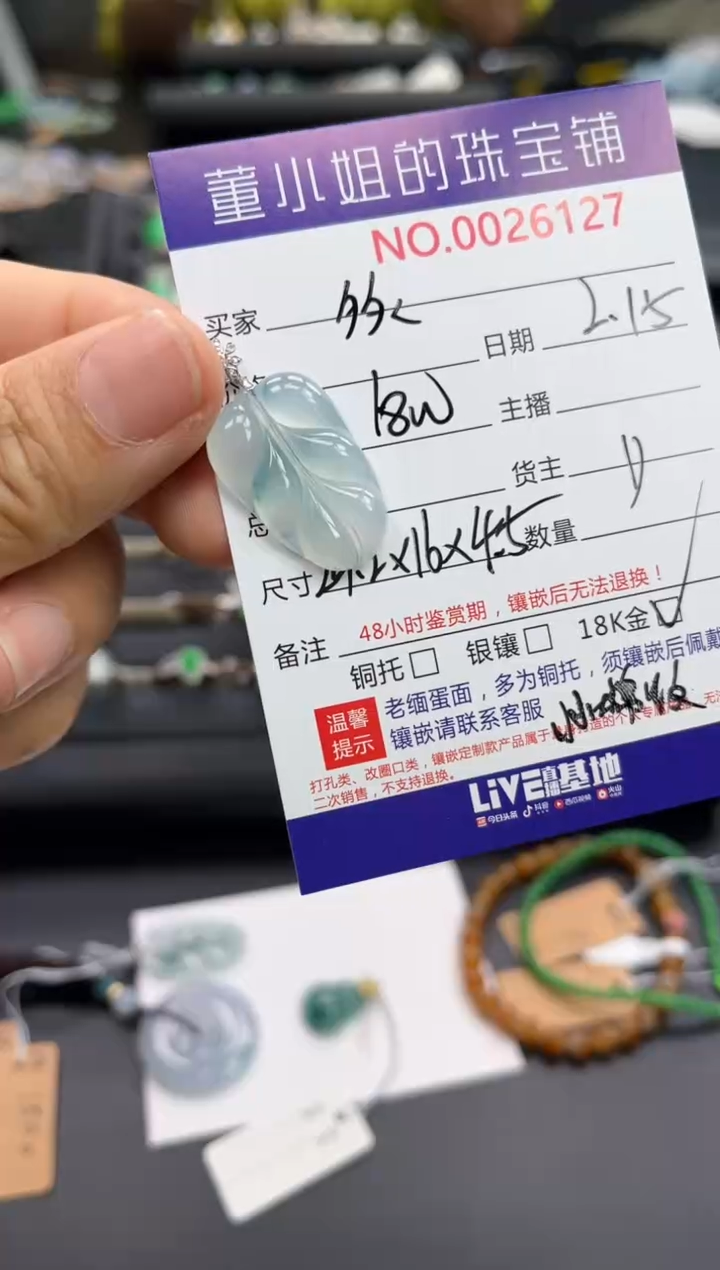 董小姐的珠宝铺
NO.0026127
买家
日期 2.15
18W 主播
货主
总
尺寸 x16x4.5 数量
备注 48小时鉴赏期，镶嵌后无法退换！
铜托 银镶 18K金
温馨提示
老缅蛋面，多为铜托，须镶嵌后佩戴
镶嵌请联系客服
打孔类、改圈口类，镶嵌定制款产品属于
二次销售，不支持退换。
LIVE直播基地
今日头条 抖音 西瓜视频 火山